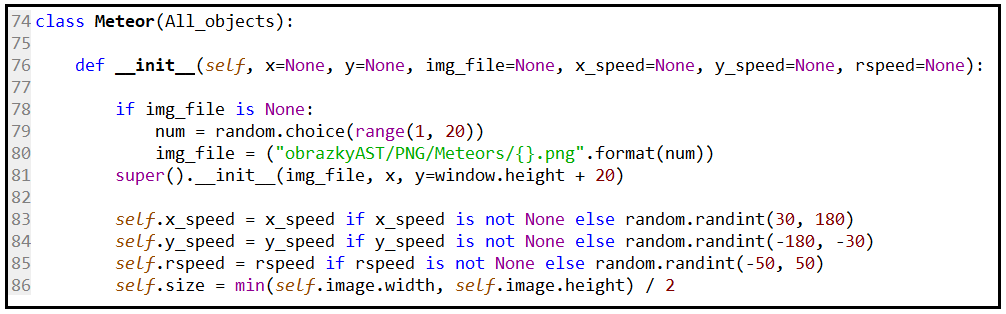 74 class Meteor(All_objects):
75
76     def __init__(self, x=None, y=None, img_file=None, x_speed=None, y_speed=None, rspeed=None):
77
78         if img_file is None:
79             num = random.choice(range(1, 20))
80             img_file = ("obrazkyAST/PNG/Meteors/{}.png".format(num))
81         super().__init__(img_file, x, y=window.height + 20)
82
83         self.x_speed = x_speed if x_speed is not None else random.randint(30, 180)
84         self.y_speed = y_speed if y_speed is not None else random.randint(-180, -30)
85         self.rspeed = rspeed if rspeed is not None else random.randint(-50, 50)
86         self.size = min(self.image.width, self.image.height) / 2